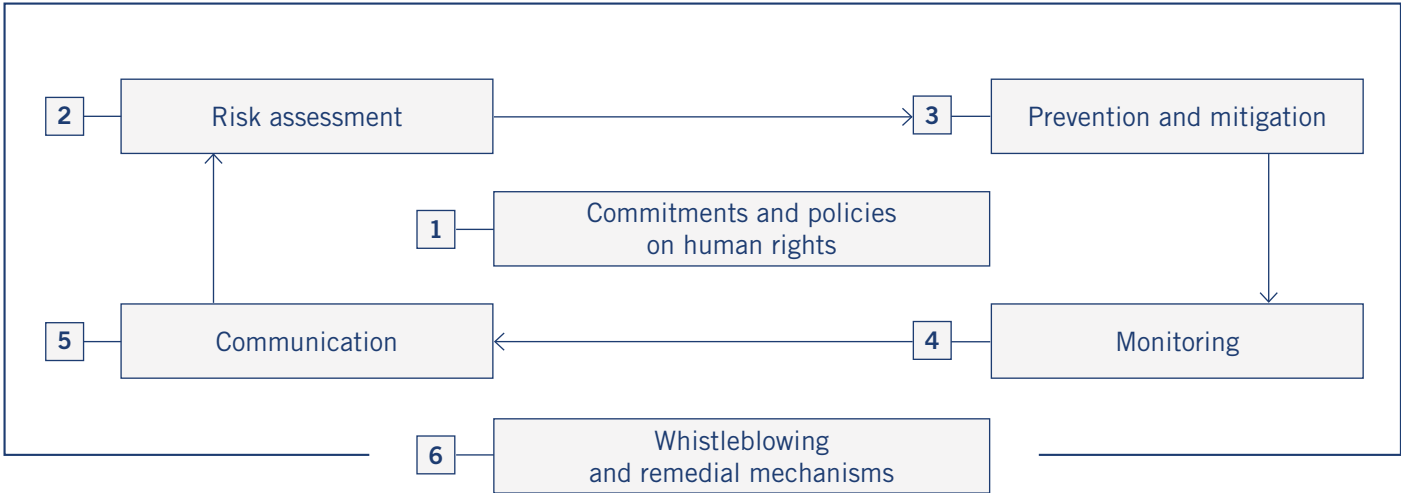 2
Risk assessment
3
Prevention and mitigation
1
Commitments and policies
on human rights
5
Communication
4
Monitoring
6
Whistleblowing
and remedial mechanisms